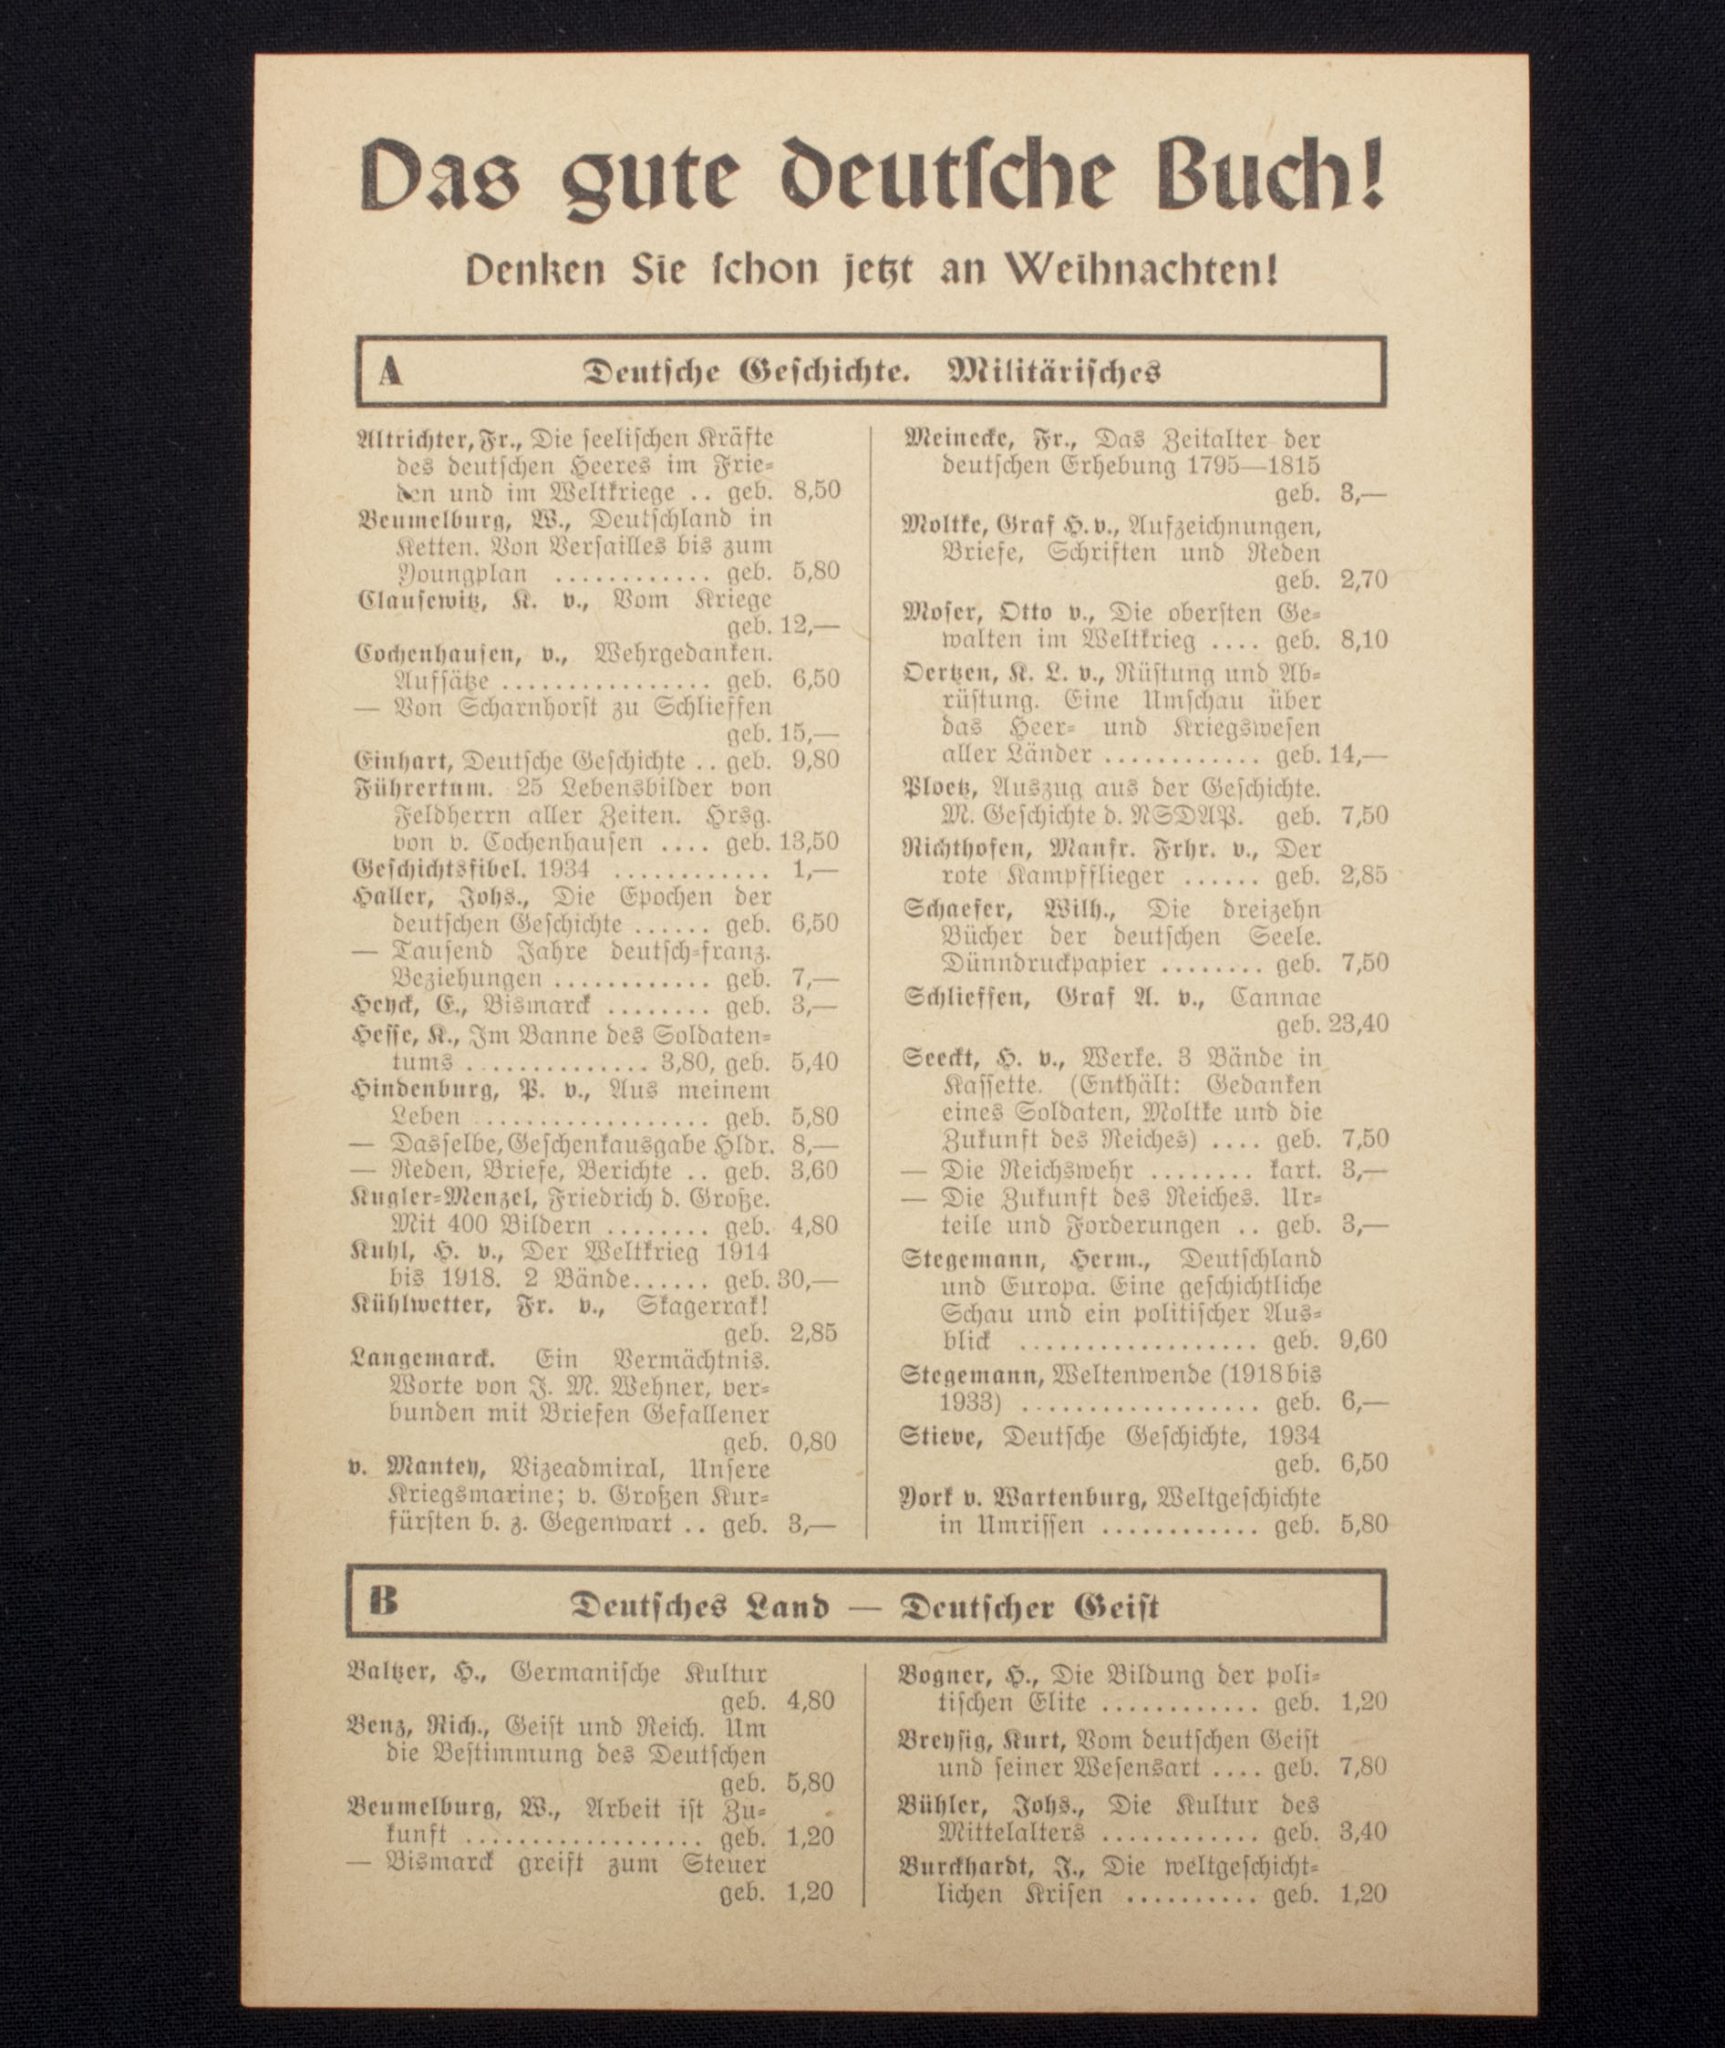 Das gute deutsche Buch!
Denken Sie schon jetzt an Weihnachten!
A Deutsche Geschichte. Militärisches
Altrichter, Fr., Die seelischen Kräfte
des deutschen Heeres im Frie-
den und im Weltkriege .. geb. 8,50
Beumelburg, W., Deutschland in
Ketten. Von Versailles bis zum
Youngplan ............ geb. 5,80
Clausewitz, K. v., Vom Kriege
geb. 12,—
Cochenhausen, v., Wehrgedanken.
Aufsätze ................ geb. 6,50
— Von Scharnhorst zu Schlieffen
geb. 15,—
Einhart, Deutsche Geschichte .. geb. 9,80
Führertum. 25 Lebensbilder von
Feldherrn aller Zeiten. Hrsg.
von v. Cochenhausen .... geb. 13,50
Geschichtsfibel. 1934 ............ 1,—
Haller, Johs., Die Epochen der
deutschen Geschichte ...... geb. 6,50
— Tausend Jahre deutsch-franz.
Beziehungen ............ geb. 7,—
Heyck, E., Bismarck ........ geb. 3,—
Hesse, K., Im Banne des Soldaten-
tums .............. 3,80, geb. 5,40
Hindenburg, P. v., Aus meinem
Leben .................. geb. 5,80
— Dasselbe, Geschenkausgabe Hldr. 8,—
— Reden, Briefe, Berichte .. geb. 3,60
Kugler-Menzel, Friedrich d. Große.
Mit 400 Bildern ........ geb. 4,80
Kuhl, H. v., Der Weltkrieg 1914
bis 1918. 2 Bände...... geb. 30,—
Kühlwetter, Fr. v., Skagerrak!
geb. 2,85
Langemarck. Ein Vermächtnis.
Worte von J. M. Wehner, ver-
bunden mit Briefen Gefallener
geb. 0,80
v. Mantey, Vizeadmiral, Unsere
Kriegsmarine; v. Großen Kur-
fürsten b. z. Gegenwart .. geb. 3,—
Meinecke, Fr., Das Zeitalter der
deutschen Erhebung 1795—1815
geb. 3,—
Moltke, Graf H. v., Aufzeichnungen,
Briefe, Schriften und Reden
geb. 2,70
Moser, Otto v., Die obersten Ge-
walten im Weltkrieg .... geb. 8,10
Oertzen, K. L. v., Rüstung und Ab-
rüstung. Eine Umschau über
das Heer- und Kriegswesen
aller Länder ............ geb. 14,—
Ploetz, Auszug aus der Geschichte.
M. Geschichte d. NSDAP. geb. 7,50
Richthofen, Manfr. Frhr. v., Der
rote Kampfflieger ...... geb. 2,85
Schaefer, Wilh., Die dreizehn
Bücher der deutschen Seele.
Dünndruckpapier ........ geb. 7,50
Schlieffen, Graf A. v., Cannae
geb. 23,40
Seeckt, H. v., Werke. 3 Bände in
Kassette. (Enthält: Gedanken
eines Soldaten, Moltke und die
Zukunft des Reiches) .... geb. 7,50
— Die Reichswehr ........ kart. 3,—
— Die Zukunft des Reiches. Ur-
teile und Forderungen .. geb. 3,—
Stegemann, Herm., Deutschland
und Europa. Eine geschichtliche
Schau und ein politischer Aus-
blick .................. geb. 9,60
Stegemann, Weltenwende (1918 bis
1933) .................. geb. 6,—
Stieve, Deutsche Geschichte, 1934
geb. 6,50
York v. Wartenburg, Weltgeschichte
in Umrissen ............ geb. 5,80
B Deutsches Land — Deutscher Geist
Baltzer, H., Germanische Kultur
geb. 4,80
Benz, Rich., Geist und Reich. Um
die Bestimmung des Deutschen
geb. 5,80
Beumelburg, W., Arbeit ist Zu-
kunft .................. geb. 1,20
— Bismarck greift zum Steuer
geb. 1,20
Bogner, H., Die Bildung der poli-
tischen Elite ............ geb. 1,20
Breysig, Kurt, Vom deutschen Geist
und seiner Wesensart .... geb. 7,80
Bühler, Johs., Die Kultur des
Mittelalters ............ geb. 3,40
Burckhardt, J., Die weltgeschicht-
lichen Krisen .......... geb. 1,20